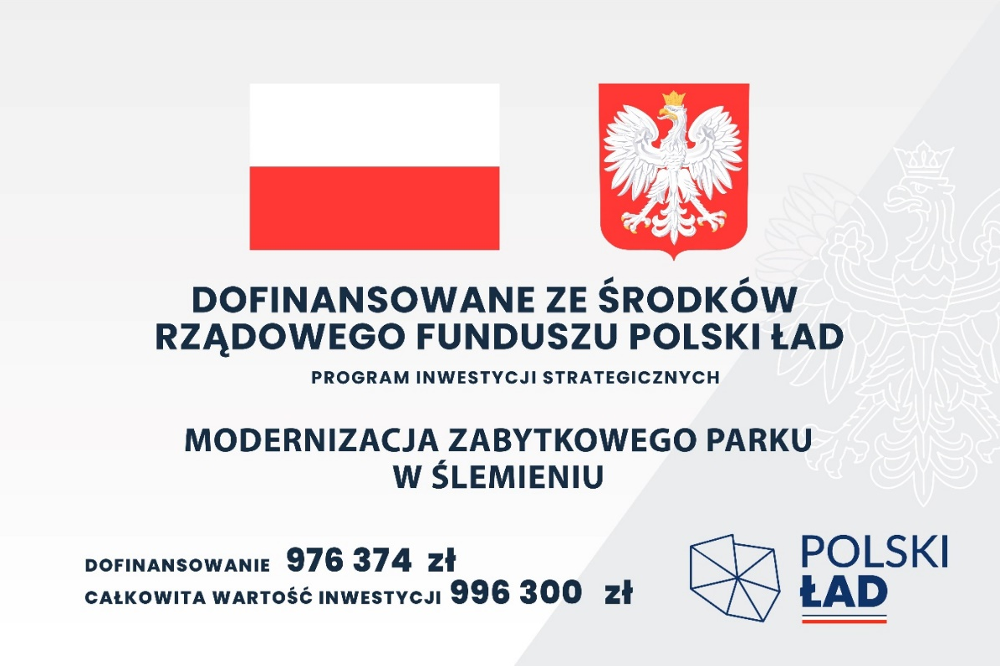 DOFINANSOWANE ZE ŚRODKÓW
RZĄDOWEGO FUNDUSZU POLSKI ŁAD
PROGRAM INWESTYCJI STRATEGICZNYCH
MODERNIZACJA ZABYTKOWEGO PARKU
W ŚLEMIENIU
DOFINANSOWANIE 976 374 zł
CAŁKOWITA WARTOŚĆ INWESTYCJI 996 300 zł
POLSKI
ŁAD